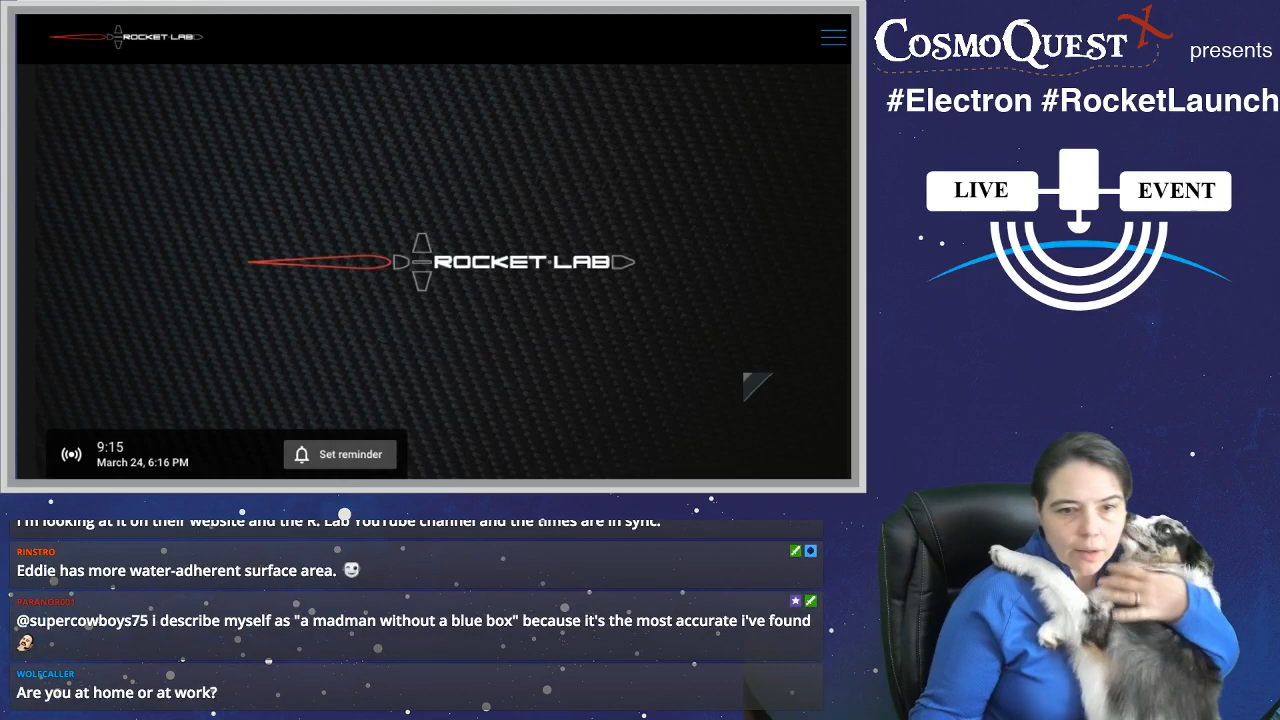 ROCKET LAB
COSMOQUEST X presents
#Electron #RocketLaunch
LIVE EVENT
ROCKET LAB
9:15
March 24, 6:16 PM
Set reminder
I'm looking at it on their website and the R. Lab YouTube channel and the times are in sync.
RINSTRO
Eddie has more water-adherent surface area.
PARANOR001
@supercowboys75 i describe myself as "a madman without a blue box" because it's the most accurate i've found
WOLFCALLER
Are you at home or at work?